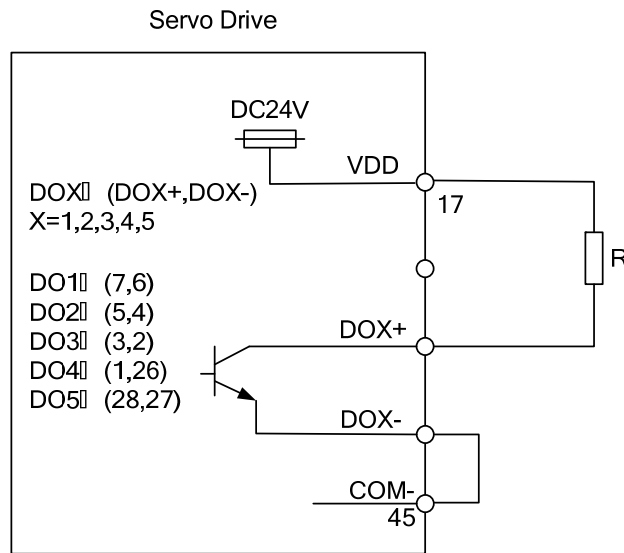 Servo Drive
DC24V
VDD
17
DOX▯ (DOX+,DOX-)
X=1,2,3,4,5
R
DO1▯ (7,6)
DO2▯ (5,4)
DO3▯ (3,2)
DO4▯ (1,26)
DO5▯ (28,27)
DOX+
DOX-
COM-
45